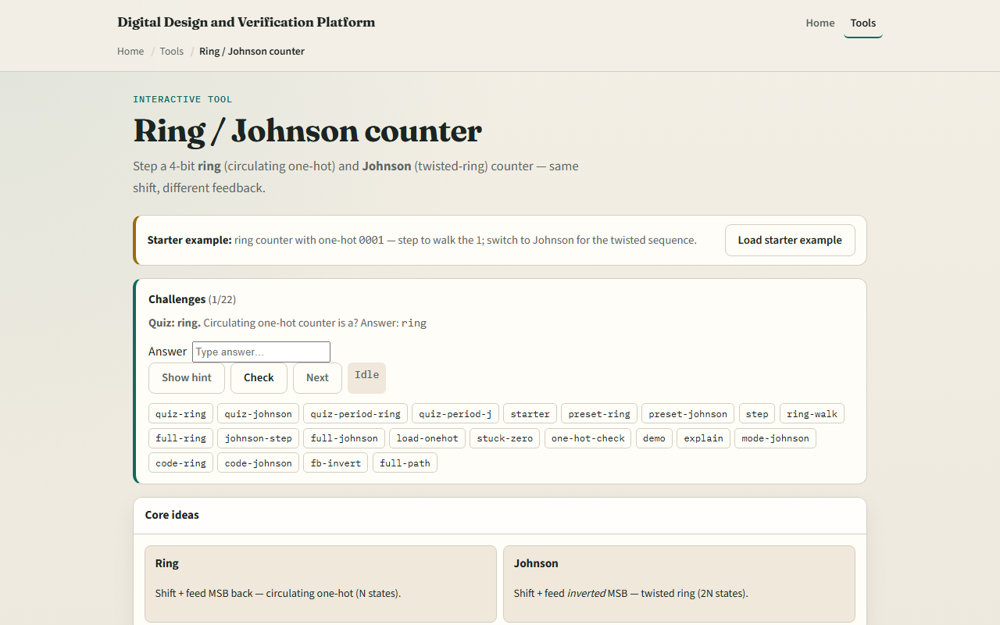 Digital Design and Verification Platform
Home
Tools
Home / Tools / Ring / Johnson counter
INTERACTIVE TOOL
Ring / Johnson counter
Step a 4-bit ring (circulating one-hot) and Johnson (twisted-ring) counter — same
shift, different feedback.
Starter example: ring counter with one-hot 0001 — step to walk the 1; switch to Johnson for the twisted sequence.
Load starter example
Challenges (1/22)
Quiz: ring. Circulating one-hot counter is a? Answer: ring
Answer Type answer...
Show hint Check Next Idle
quiz-ring quiz-johnson quiz-period-ring quiz-period-j starter preset-ring preset-johnson step ring-walk
full-ring johnson-step full-johnson load-onehot stuck-zero one-hot-check demo explain mode-johnson
code-ring code-johnson fb-invert full-path
Core ideas
Ring
Shift + feed MSB back — circulating one-hot (N states).
Johnson
Shift + feed inverted MSB — twisted ring (2N states).